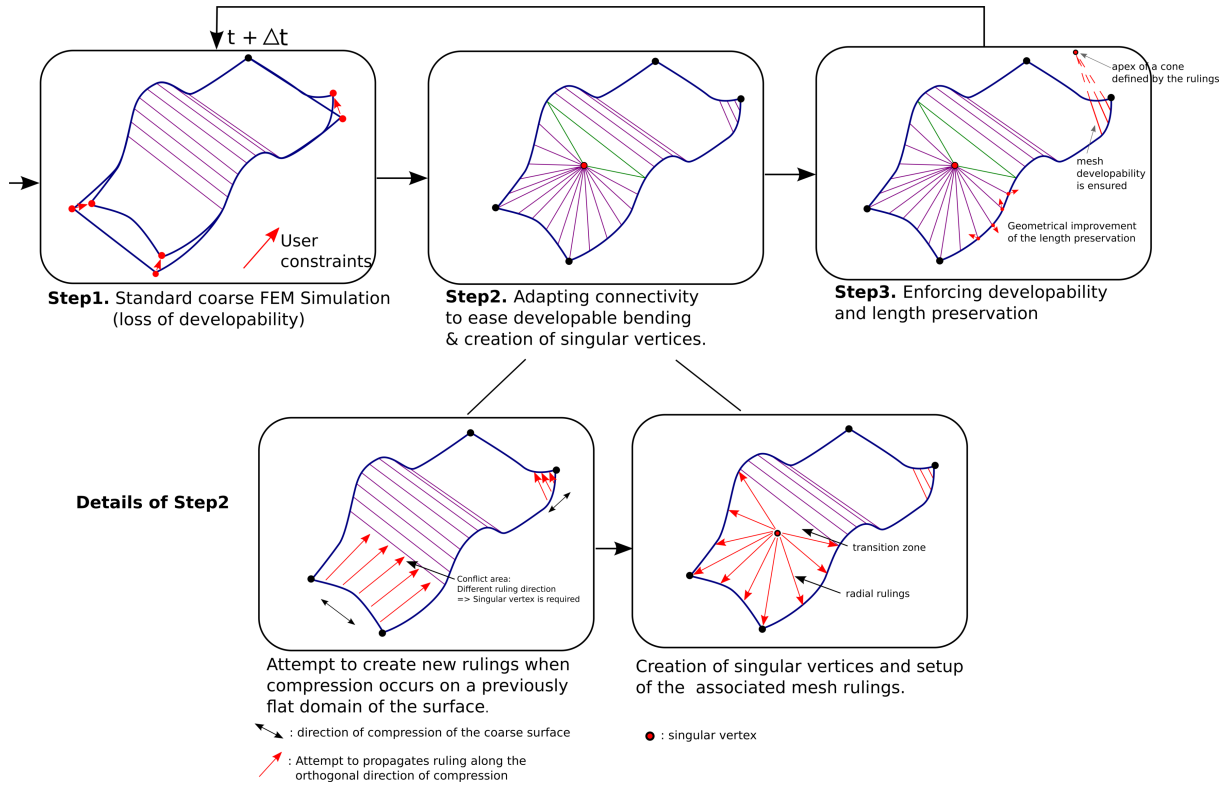 t + Δt
User
constraints
apex of a cone
defined by the rulings
mesh
developability
is ensured
Geometrical improvement
of the length preservation
Step1. Standard coarse FEM Simulation
(loss of developability)
Step2. Adapting connectivity
to ease developable bending
& creation of singular vertices.
Step3. Enforcing developability
and length preservation
Details of Step2
Conflict area:
Different ruling direction
=> Singular vertex is required
transition zone
radial rulings
Attempt to create new rulings when
compression occurs on a previously
flat domain of the surface.
Creation of singular vertices and setup
of the associated mesh rulings.
: direction of compression of the coarse surface
: Attempt to propagates ruling along the
orthogonal direction of compression
: singular vertex